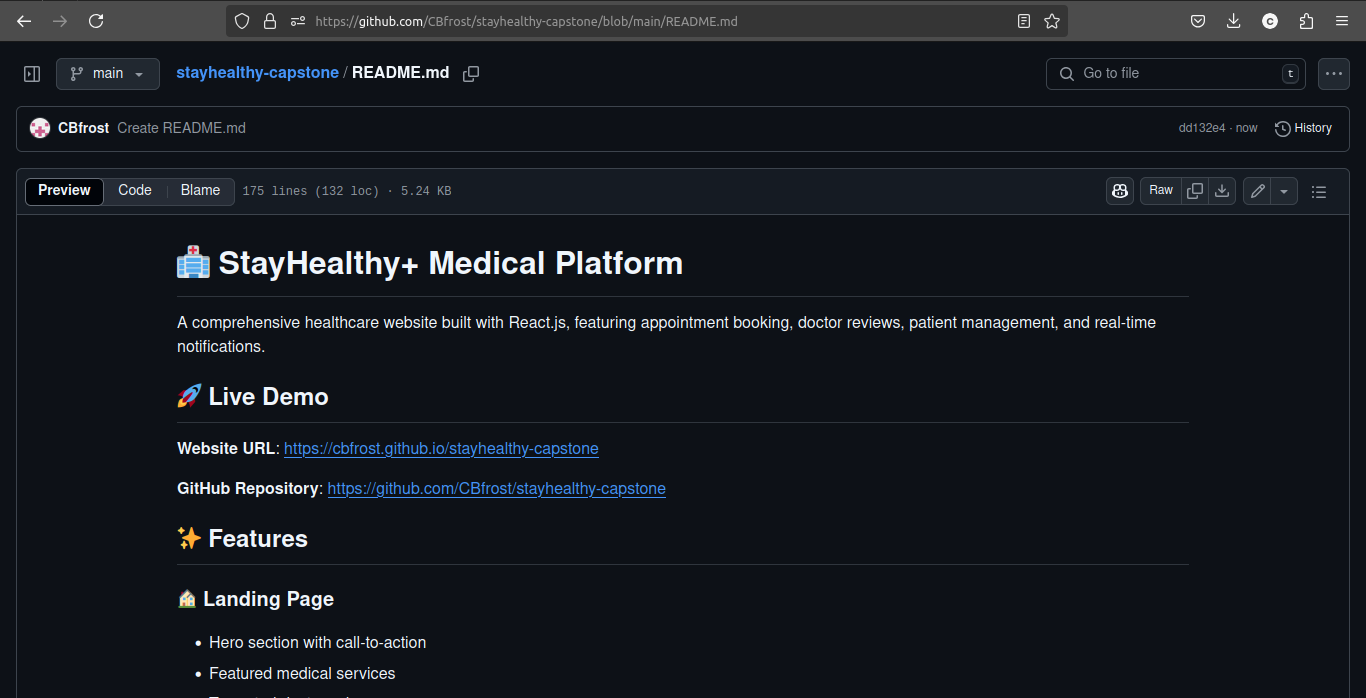 https://github.com/CBfrost/stayhealthy-capstone/blob/main/README.md
C
main
stayhealthy-capstone / README.md
Go to file
t
CBfrost Create README.md
dd132e4 · now
History
Preview
Code
Blame
175 lines (132 loc) · 5.24 KB
Raw
🏥 StayHealthy+ Medical Platform
A comprehensive healthcare website built with React.js, featuring appointment booking, doctor reviews, patient management, and real-time
notifications.
🚀 Live Demo
Website URL: https://cbfrost.github.io/stayhealthy-capstone
GitHub Repository: https://github.com/CBfrost/stayhealthy-capstone
✨ Features
🏠 Landing Page
• Hero section with call-to-action
• Featured medical services